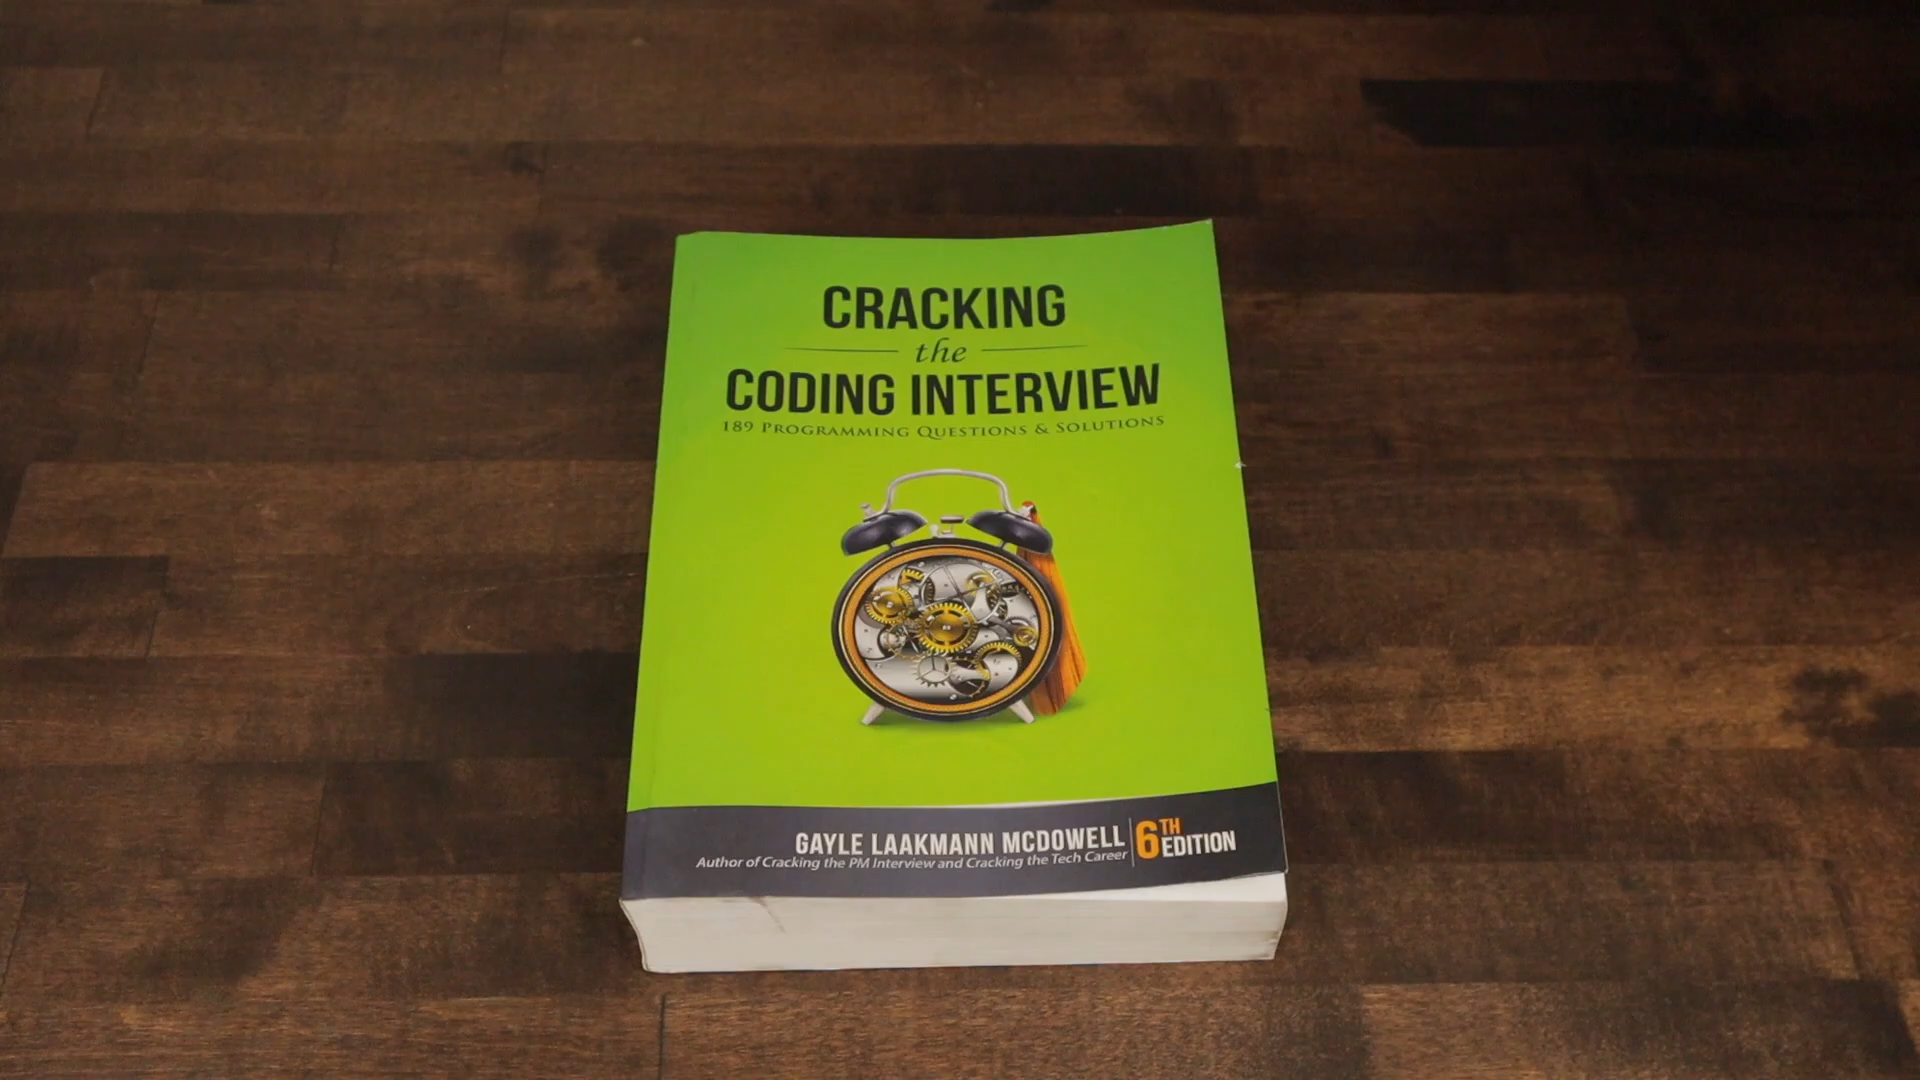 CRACKING
the
CODING INTERVIEW
189 PROGRAMMING QUESTIONS & SOLUTIONS
GAYLE LAAKMANN MCDOWELL
Author of Cracking the PM Interview and Cracking the Tech Career
6TH EDITION